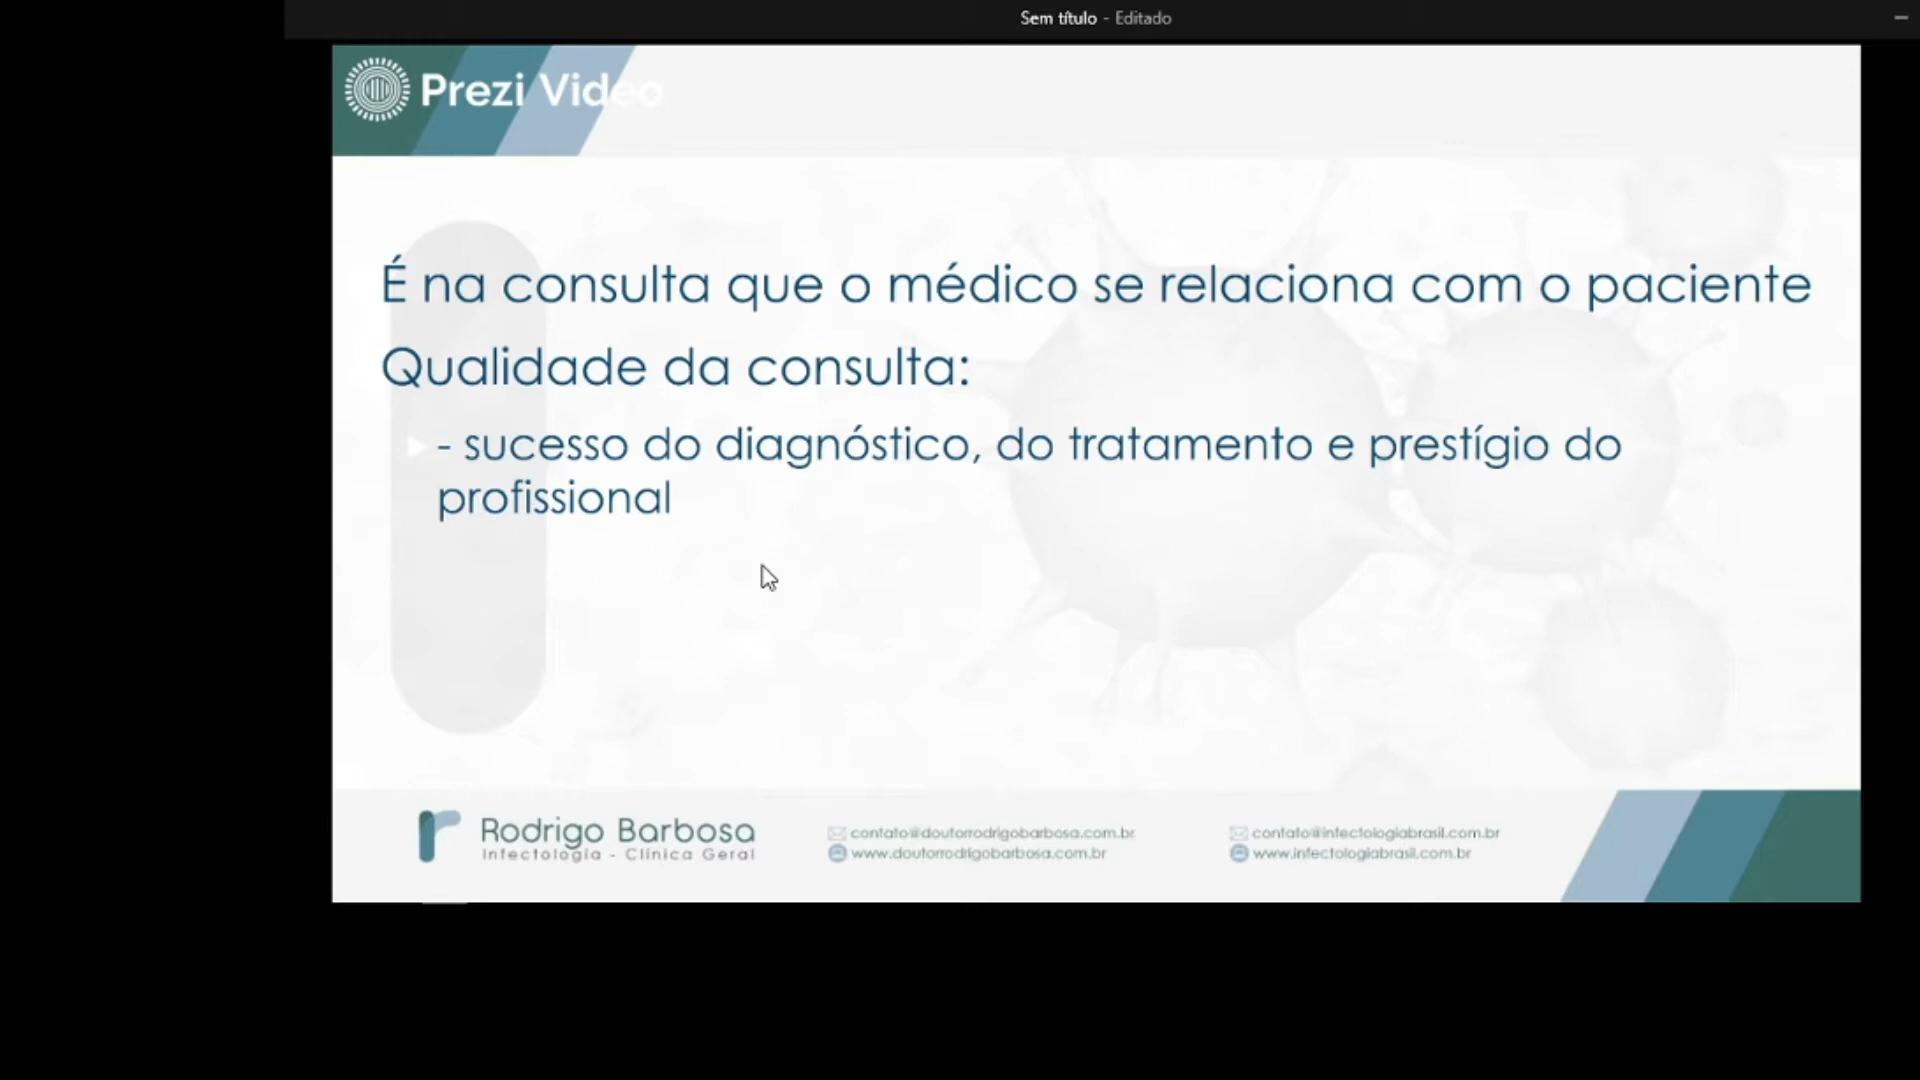 Sem título - Editado
Prezi Video
É na consulta que o médico se relaciona com o paciente
Qualidade da consulta:
- sucesso do diagnóstico, do tratamento e prestígio do
profissional
Rodrigo Barbosa
Infectologia - Clínica Geral
contato@doutorrodrigobarbosa.com.br
www.doutorrodrigobarbosa.com.br
contato@infectologiabrasil.com.br
www.infectologiabrasil.com.br